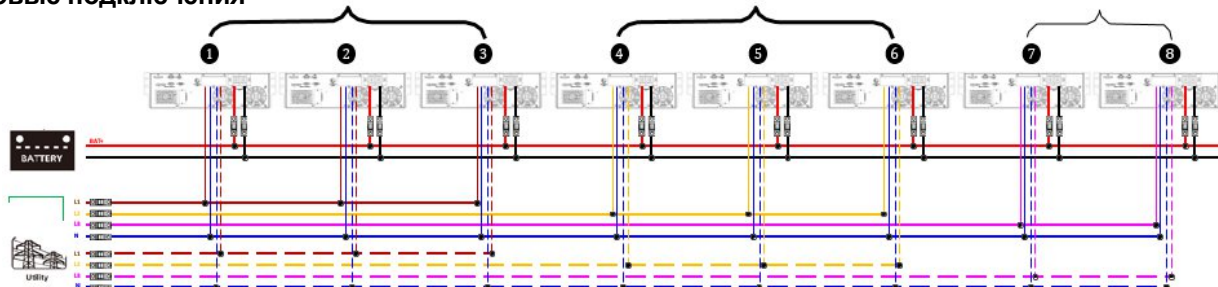 овые подключения
1 2 3 4 5 6 7 8
BAT+
BATTERY
L1
L2
L3
N
L1
L2
L3
N
Utility